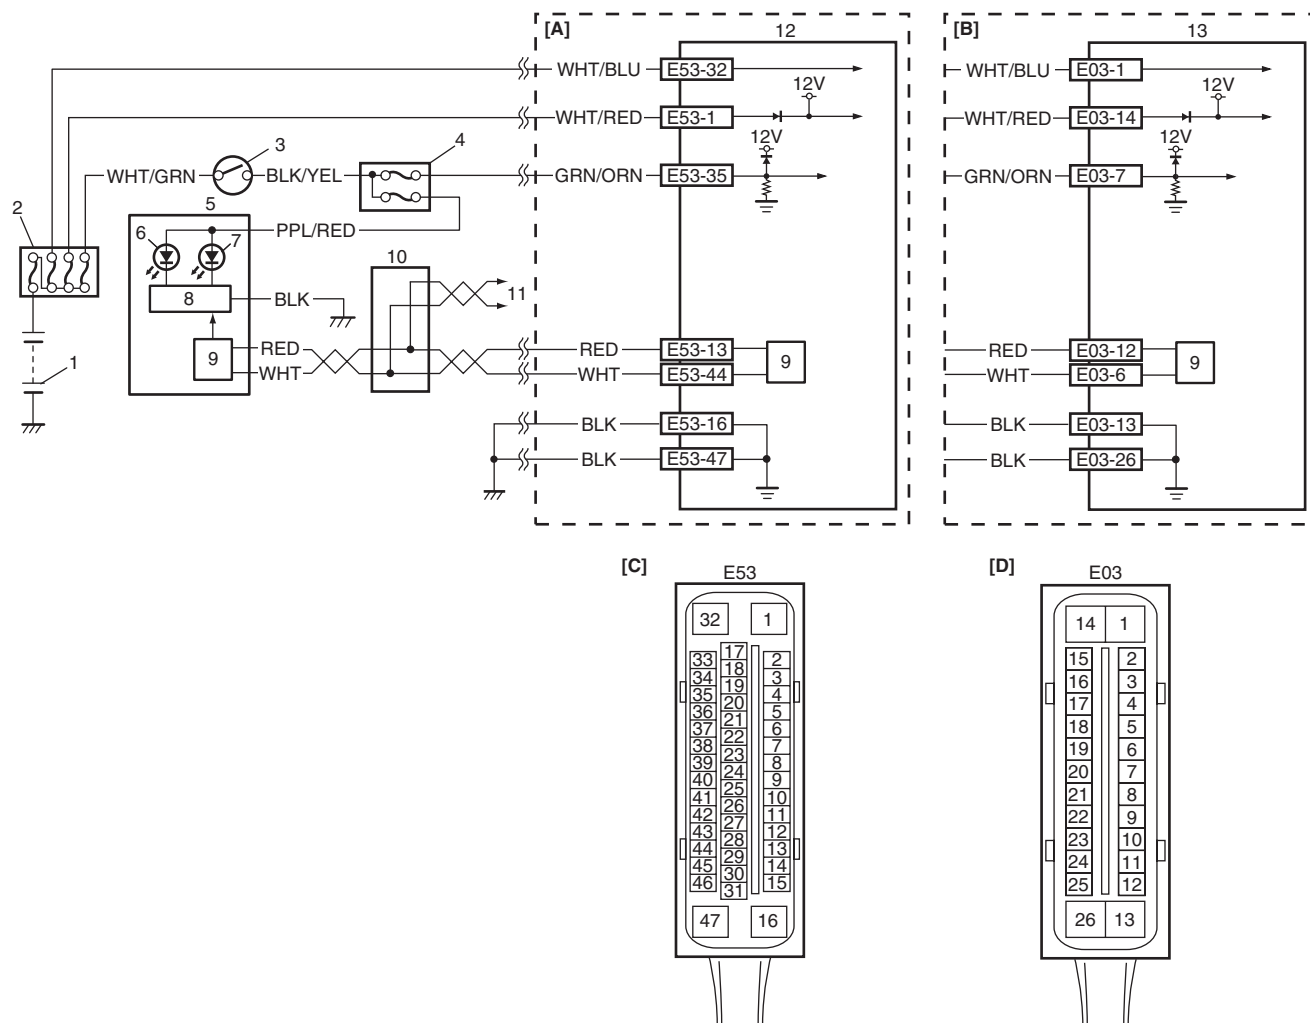 [A]
12
[B]
13
WHT/BLU
E53-32
WHT/BLU
E03-1
12V
12V
WHT/RED
E53-1
WHT/RED
E03-14
12V
12V
3
4
WHT/GRN
BLK/YEL
GRN/ORN
E53-35
GRN/ORN
E03-7
2
5
6
7
PPL/RED
10
8
BLK
11
1
9
RED
WHT
RED
E53-13
9
WHT
E53-44
RED
E03-12
9
WHT
E03-6
BLK
E53-16
BLK
E03-13
BLK
E53-47
BLK
E03-26
[C]
E53
32
1
17
33
2
18
34
3
19
35
4
20
36
5
21
37
6
22
38
7
23
39
8
24
40
9
25
41
10
26
42
11
27
43
12
28
44
13
29
45
14
30
46
15
31
47
16
[D]
E03
14
1
15
2
16
3
17
4
18
5
19
6
20
7
21
8
22
9
23
10
24
11
25
12
26
13